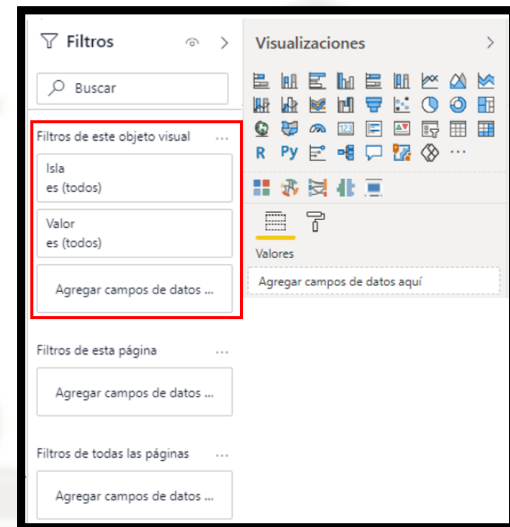 Filtros
Buscar
Filtros de este objeto visual ...
Isla
es (todos)
Valor
es (todos)
Agregar campos de datos ...
Filtros de esta página ...
Agregar campos de datos ...
Filtros de todas las páginas ...
Agregar campos de datos ...
Visualizaciones
123
R Py ...
Valores
Agregar campos de datos aquí